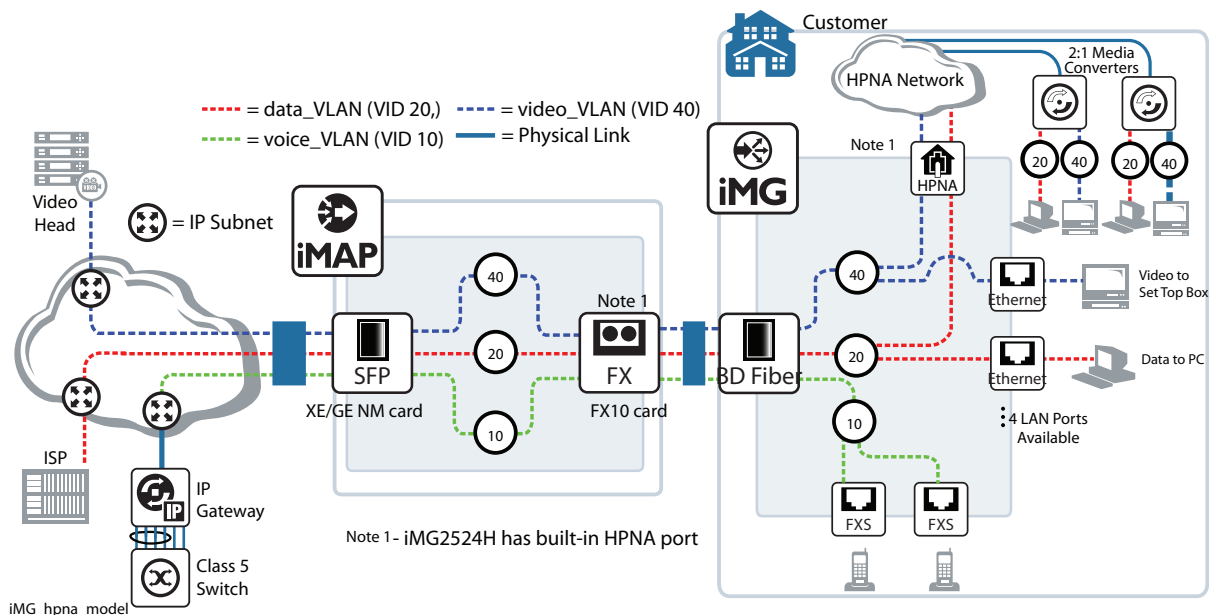 Customer
HPNA Network
2:1 Media
Converters
= data_VLAN (VID 20,)
= video_VLAN (VID 40)
= voice_VLAN (VID 10)
= Physical Link
Note 1
iMG
HPNA
20
40
20
40
Video
Head
= IP Subnet
iMAP
40
Note 1
40
Ethernet
Video to
Set Top Box
20
SFP
FX
BD Fiber
20
Ethernet
Data to PC
XE/GE NM card
FX10 card
10
10
4 LAN Ports
Available
ISP
IP
Gateway
IP
FXS
FXS
Note 1- iMG2524H has built-in HPNA port
Class 5
Switch
iMG_hpna_model